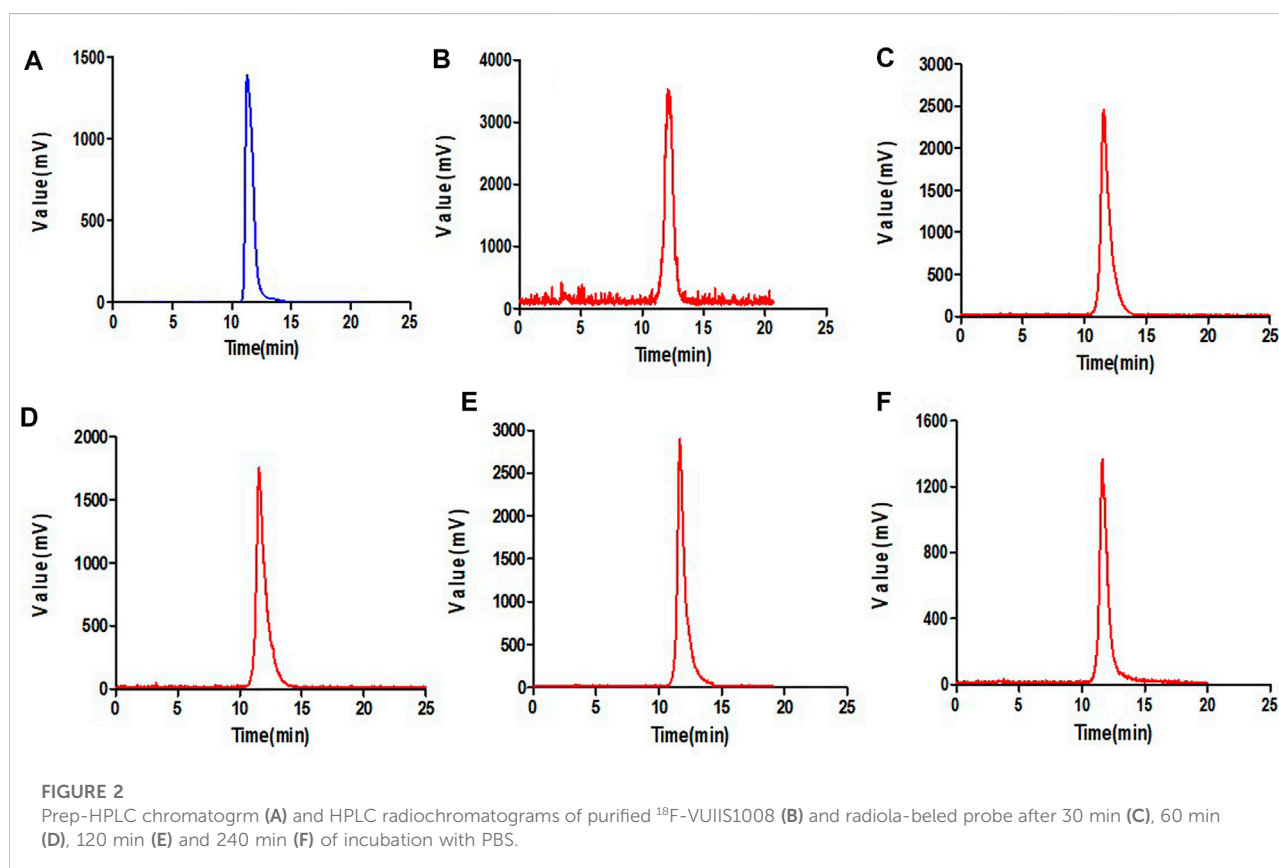 A
1500
1000
500
0
Value (mV)
0 5 10 15 20 25
Time(min)
B
4000
3000
2000
1000
0
Value (mV)
0 5 10 15 20 25
Time(min)
C
3000
2500
2000
1500
1000
500
0
Value (mV)
0 5 10 15 20 25
Time(min)
D
2000
1500
1000
500
0
Value (mV)
0 5 10 15 20 25
Time(min)
E
3000
2500
2000
1500
1000
500
0
Value (mV)
0 5 10 15 20 25
Time(min)
F
1600
1200
800
400
0
Value (mV)
0 5 10 15 20 25
Time(min)
FIGURE 2
Prep-HPLC chromatogrm (A) and HPLC radiochromatograms of purified ¹⁸F-VUIIS1008 (B) and radiola-beled probe after 30 min (C), 60 min
(D), 120 min (E) and 240 min (F) of incubation with PBS.